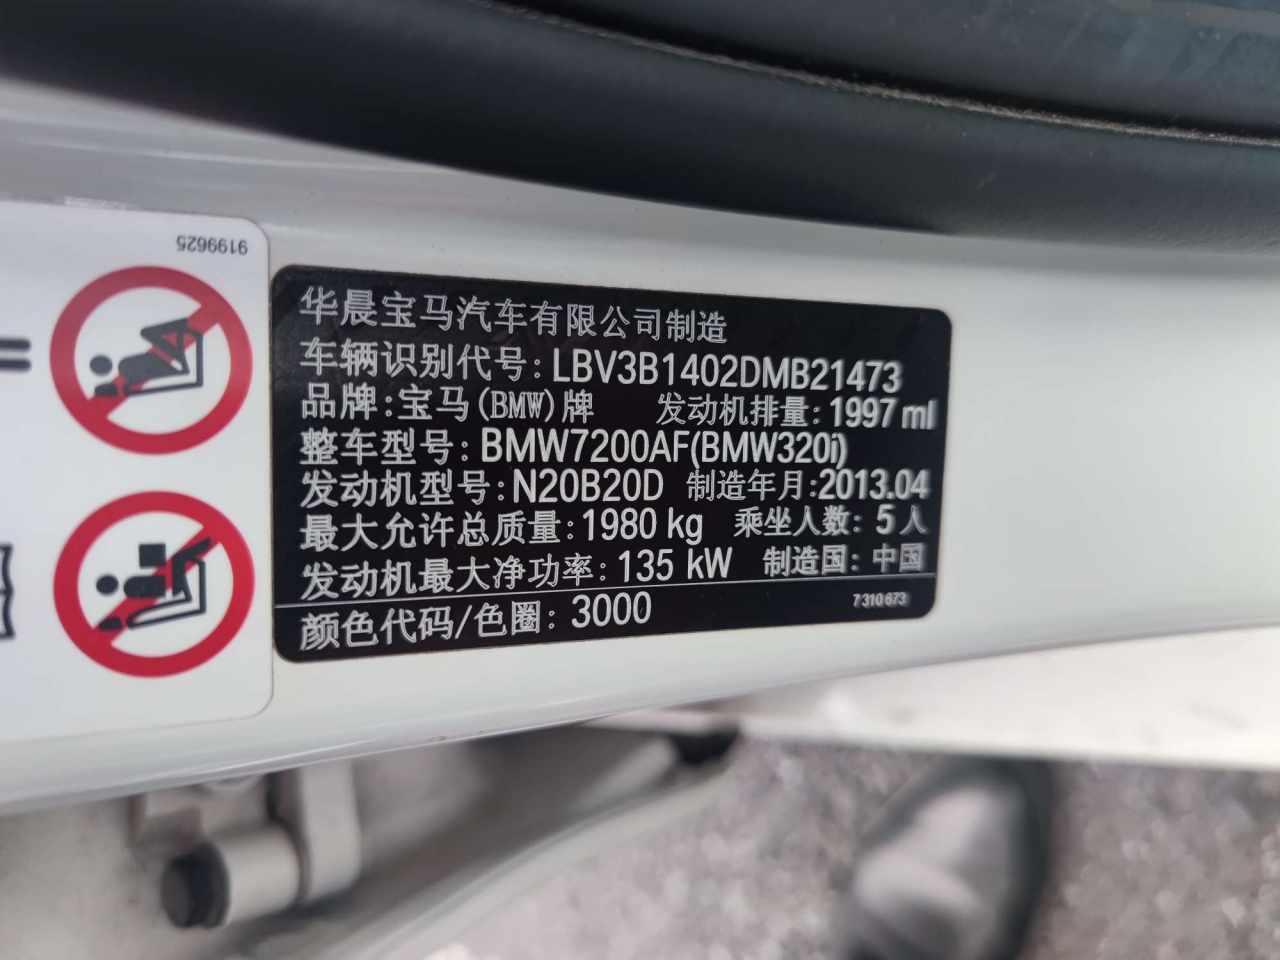 9199625
华晨宝马汽车有限公司制造
车辆识别代号: LBV3B1402DMB21473
品牌:宝马(BMW)牌 发动机排量: 1997 ml
整车型号: BMW7200AF(BMW320i)
发动机型号: N20B20D 制造年月:2013.04
最大允许总质量: 1980 kg 乘坐人数: 5人
发动机最大净功率: 135 kW 制造国: 中国
颜色代码/色圈: 3000 7310673